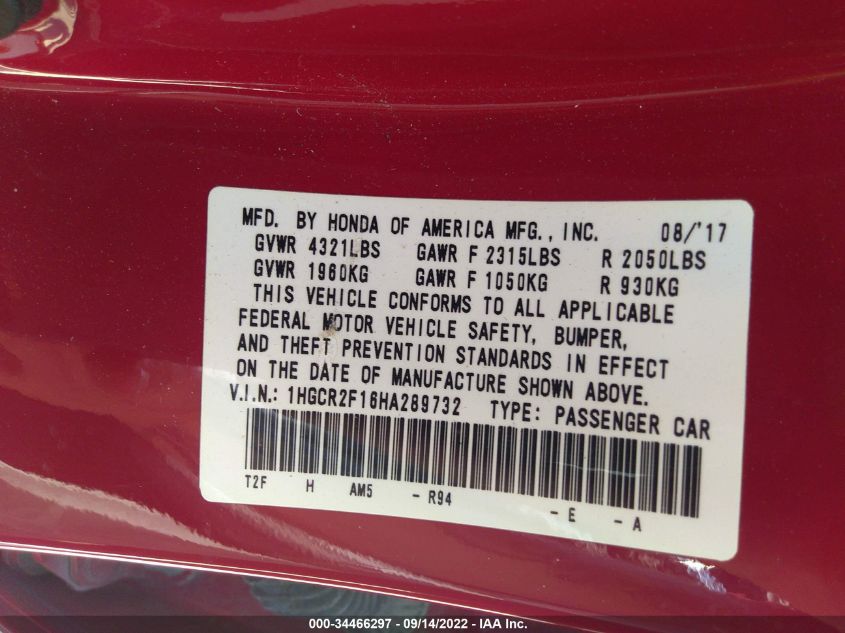 MFD. BY HONDA OF AMERICA MFG., INC. 08/'17
GVWR 4321LBS GAWR F 2315LBS R 2050LBS
GVWR 1960KG GAWR F 1050KG R 930KG
THIS VEHICLE CONFORMS TO ALL APPLICABLE
FEDERAL MOTOR VEHICLE SAFETY, BUMPER,
AND THEFT PREVENTION STANDARDS IN EFFECT
ON THE DATE OF MANUFACTURE SHOWN ABOVE.
V.I.N.: 1HGCR2F16HA289732 TYPE: PASSENGER CAR
T2F H AM5 - R94 - E - A
000-34466297 - 09/14/2022 - IAA Inc.